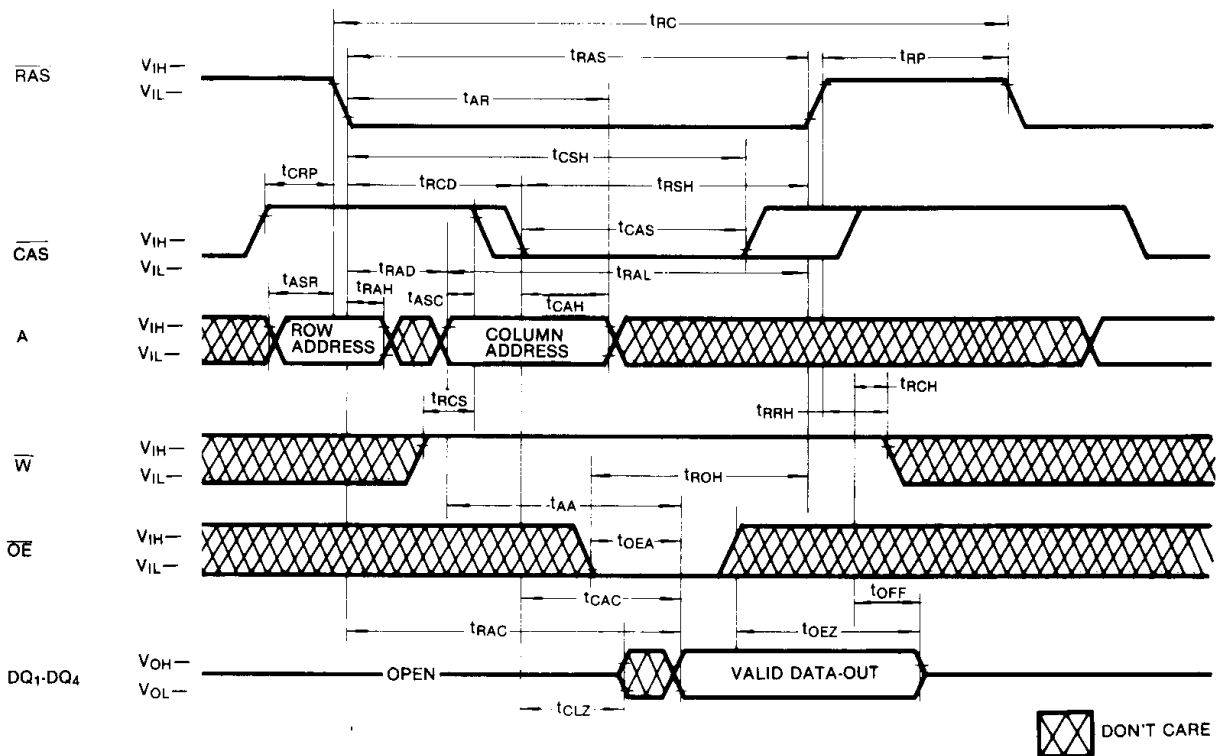 tRC
tRAS
tRP
RAS
VIH
VIL
tAR
tCSH
tCRP
tRCD
tRSH
CAS
VIH
VIL
tCAS
tRAD
tRAL
tASR
tRAH
tASC
tCAH
A
VIH
VIL
ROW
ADDRESS
COLUMN
ADDRESS
tRCH
tRCS
tRRH
W
VIH
VIL
tROH
tAA
OE
VIH
VIL
tOEA
tCAC
tOFF
tRAC
tOEZ
DQ1-DQ4
VOH
VOL
OPEN
VALID DATA-OUT
tCLZ
DON'T CARE